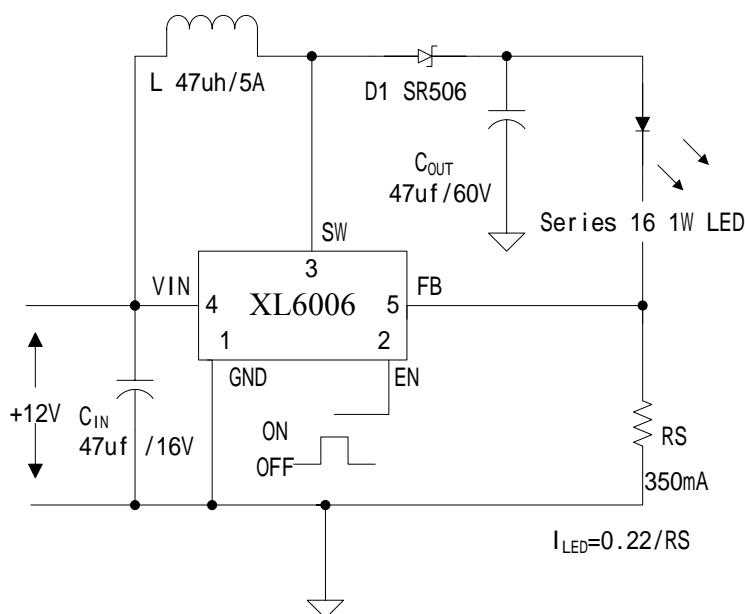 L 47uh/5A
D1 SR506
COUT
47uf/60V
Series 16 1W LED
SW
3
VIN
4
XL6006
5
FB
1
2
GND
EN
+12V
CIN
47uf /16V
ON
OFF
RS
350mA
ILED=0.22/RS